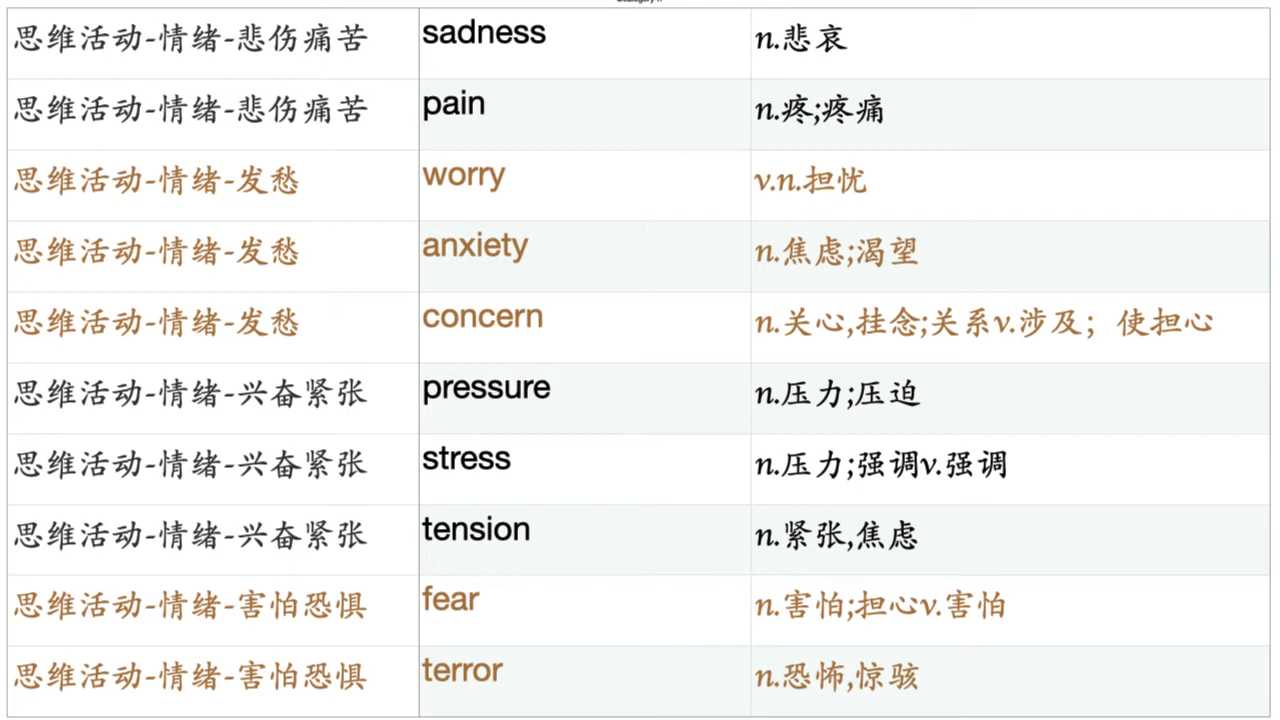 思维活动-情绪-悲伤痛苦 sadness n.悲哀
思维活动-情绪-悲伤痛苦 pain n.疼;疼痛
思维活动-情绪-发愁 worry v.n.担忧
思维活动-情绪-发愁 anxiety n.焦虑;渴望
思维活动-情绪-发愁 concern n.关心,挂念;关系v.涉及；使担心
思维活动-情绪-兴奋紧张 pressure n.压力;压迫
思维活动-情绪-兴奋紧张 stress n.压力;强调v.强调
思维活动-情绪-兴奋紧张 tension n.紧张,焦虑
思维活动-情绪-害怕恐惧 fear n.害怕;担心v.害怕
思维活动-情绪-害怕恐惧 terror n.恐怖,惊骇